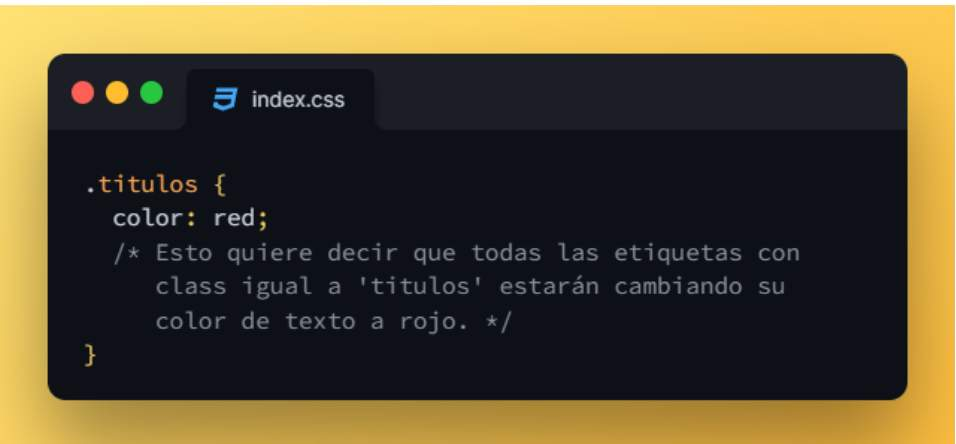 index.css
.titulos {
  color: red;
  /* Esto quiere decir que todas las etiquetas con
     class igual a 'titulos' estarán cambiando su
     color de texto a rojo. */
}